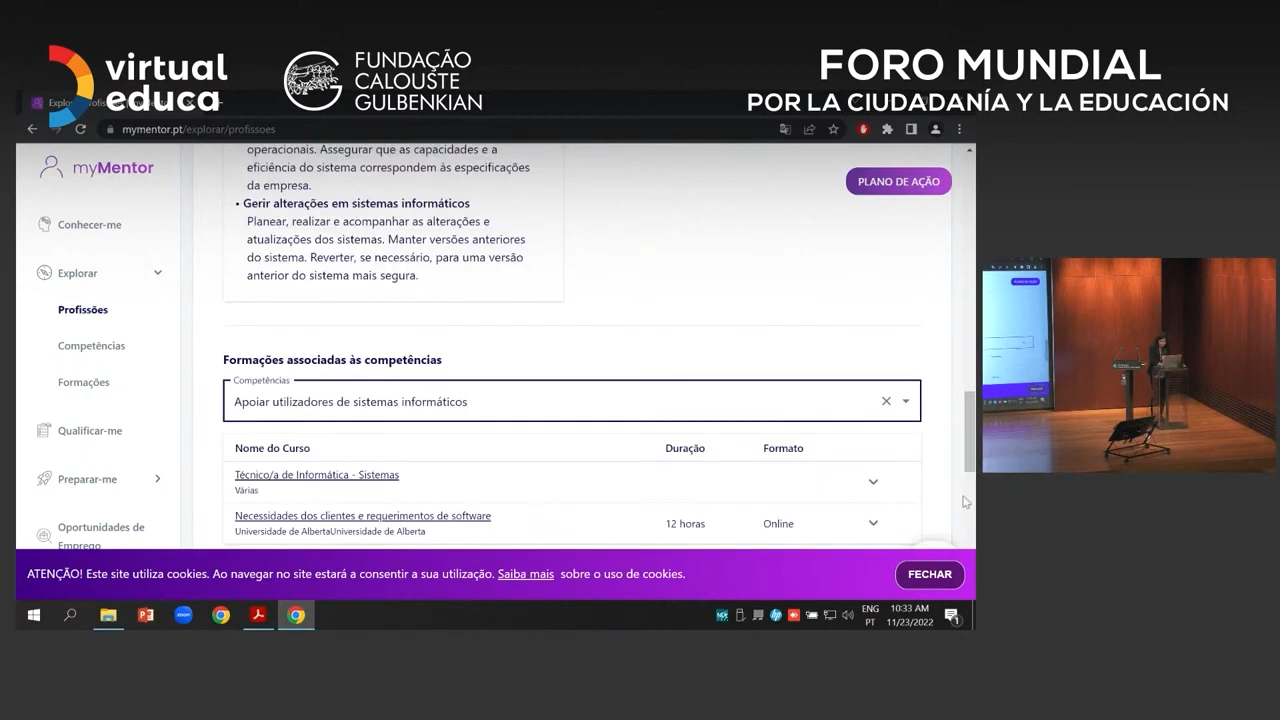 virtual
educa
FUNDAÇÃO
CALOUSTE
GULBENKIAN
FORO MUNDIAL
POR LA CIUDADANÍA Y LA EDUCACIÓN
mymentor.pt/explorar/profissoes
myMentor
PLANO DE AÇÃO
Conhecer-me
Explorar
Profissões
Competências
Formações
Qualificar-me
Preparar-me
Oportunidades de
Emprego
operacionais. Assegurar que as capacidades e a
eficiência do sistema correspondem às especificações
da empresa.
• Gerir alterações em sistemas informáticos
Planear, realizar e acompanhar as alterações e
atualizações dos sistemas. Manter versões anteriores
do sistema. Reverter, se necessário, para uma versão
anterior do sistema mais segura.
Formações associadas às competências
Competências
Apoiar utilizadores de sistemas informáticos
Nome do Curso Duração Formato
Técnico/a de Informática - Sistemas
Várias
Necessidades dos clientes e requerimentos de software 12 horas Online
Universidade de AlbertaUniversidade de Alberta
ATENÇÃO! Este site utiliza cookies. Ao navegar no site estará a consentir a sua utilização. Saiba mais sobre o uso de cookies.
FECHAR
zoom
ENG
PT
10:33 AM
11/23/2022
1